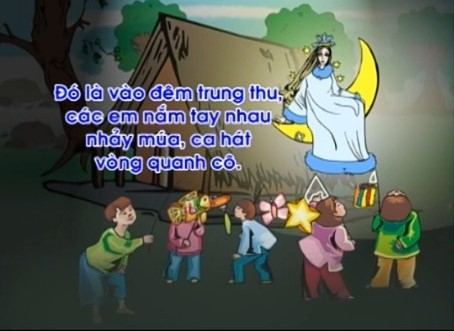 Đó là vào đêm trung thu,
các em nắm tay nhau
nhảy múa, ca hát
vòng quanh cô.